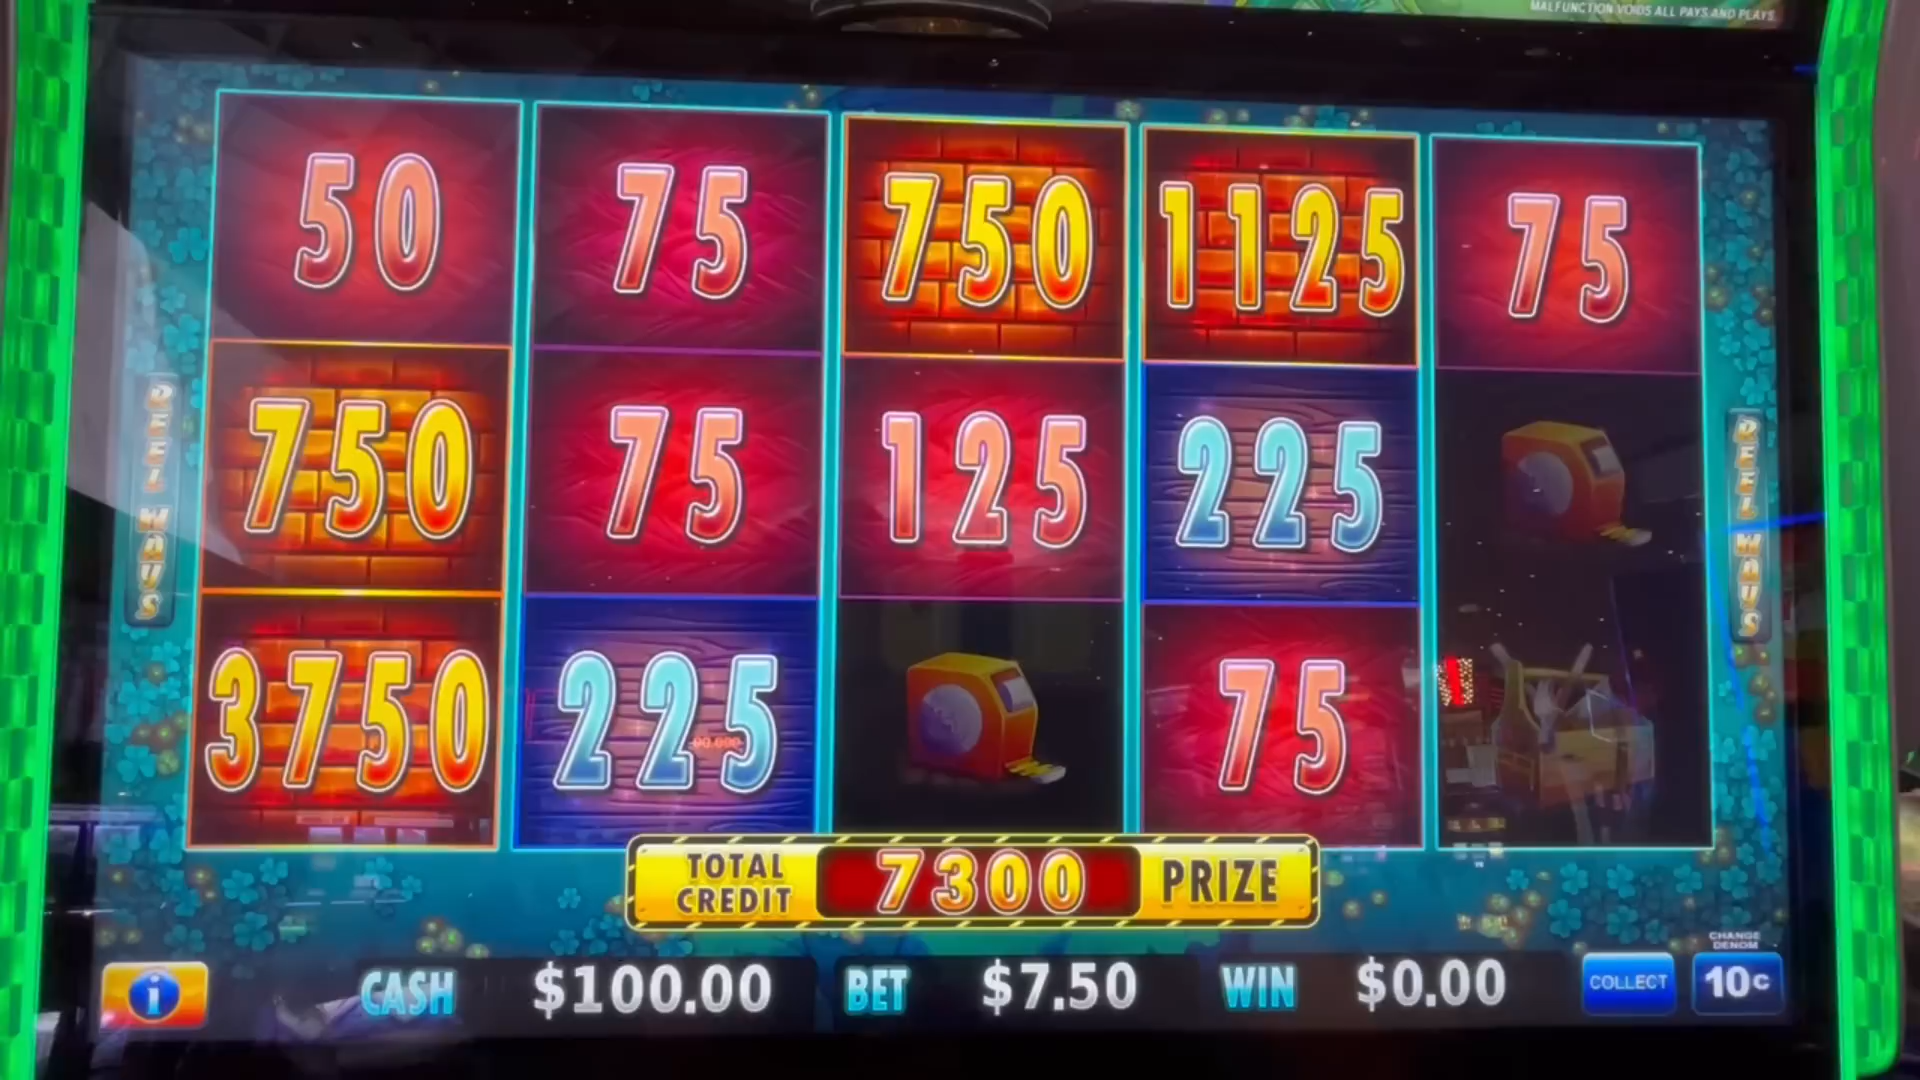 MALFUNCTION VOIDS ALL PAYS AND PLAYS
50 75 750 1125 75
750 75 125 225
3750 225 75
REEL WAYS
REEL WAYS
TOTAL CREDIT 7300 PRIZE
CHANGE DENOM
i CASH $100.00 BET $7.50 WIN $0.00 COLLECT 10¢